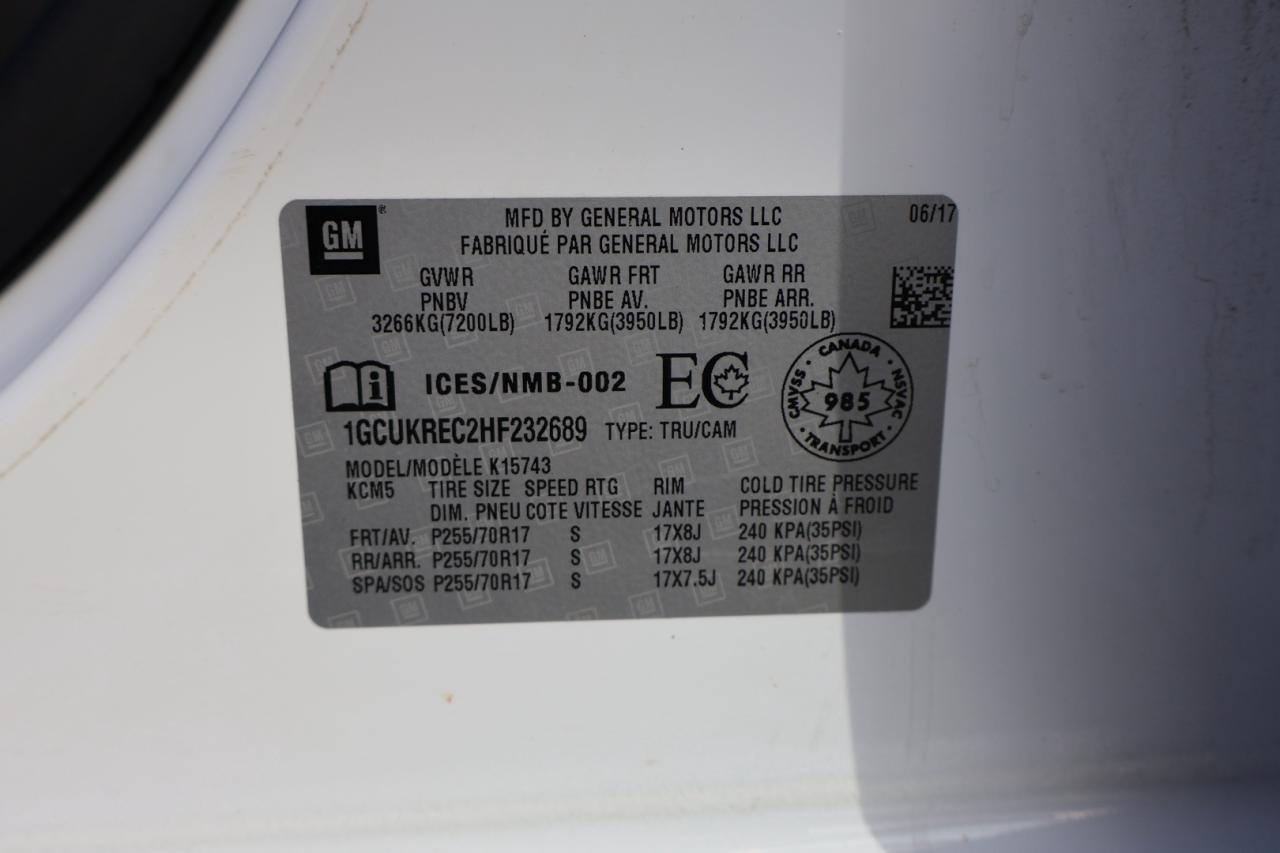 GM®
MFD BY GENERAL MOTORS LLC 06/17
FABRIQUÉ PAR GENERAL MOTORS LLC
GVWR GAWR FRT GAWR RR
PNBV PNBE AV. PNBE ARR.
3266KG(7200LB) 1792KG(3950LB) 1792KG(3950LB)
ICES/NMB-002 EC
CANADA CMVSS NSVAC 985 TRANSPORT
1GCUKREC2HF232689 TYPE: TRU/CAM
MODEL/MODÈLE K15743
KCM5 TIRE SIZE SPEED RTG RIM COLD TIRE PRESSURE
DIM. PNEU COTE VITESSE JANTE PRESSION À FROID
FRT/AV. P255/70R17 S 17X8J 240 KPA(35PSI)
RR/ARR. P255/70R17 S 17X8J 240 KPA(35PSI)
SPA/SOS P255/70R17 S 17X7.5J 240 KPA(35PSI)